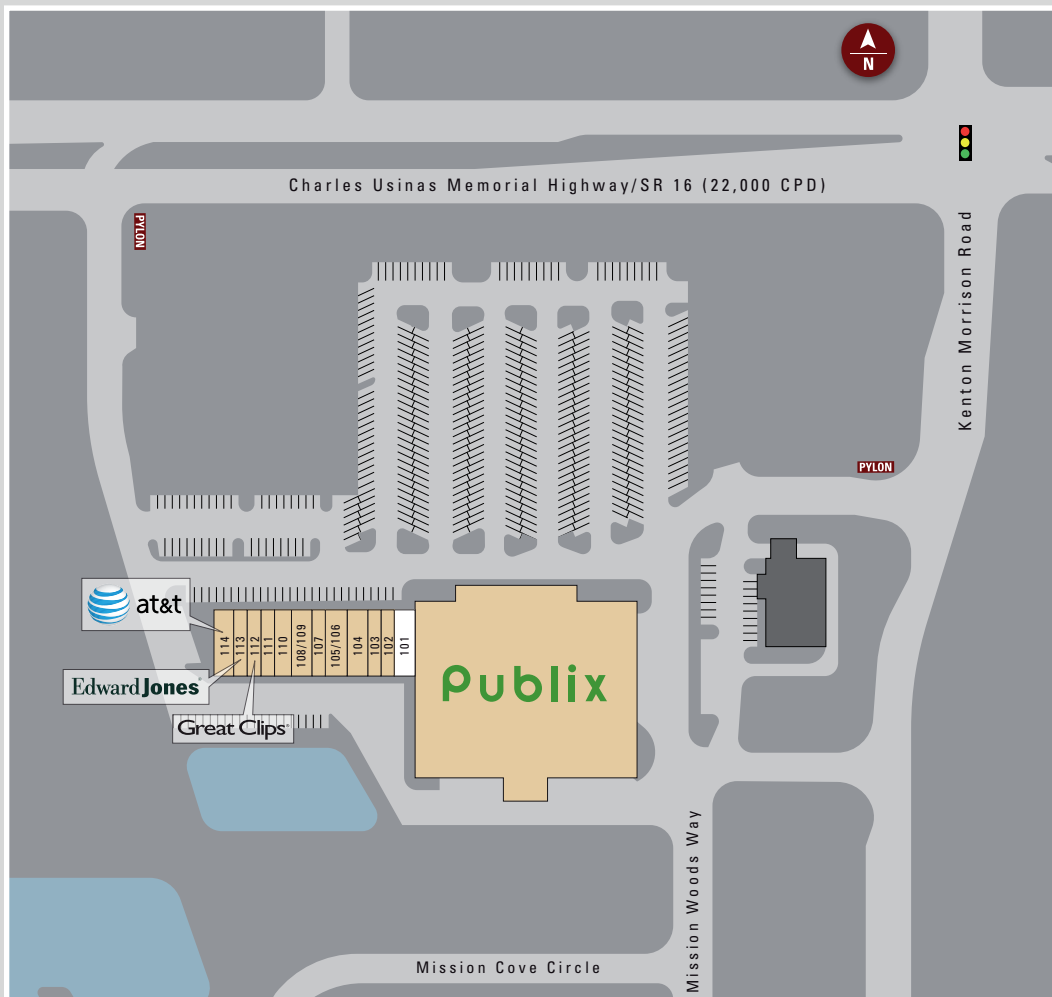 N
Charles Usinas Memorial Highway/SR 16 (22,000 CPD)
PYLON
Kenton Morrison Road
PYLON
at&t
114
113
112
111
110
108/109
107
105/106
104
103
102
101
Edward Jones
Great Clips
Publix
Mission Woods Way
Mission Cove Circle